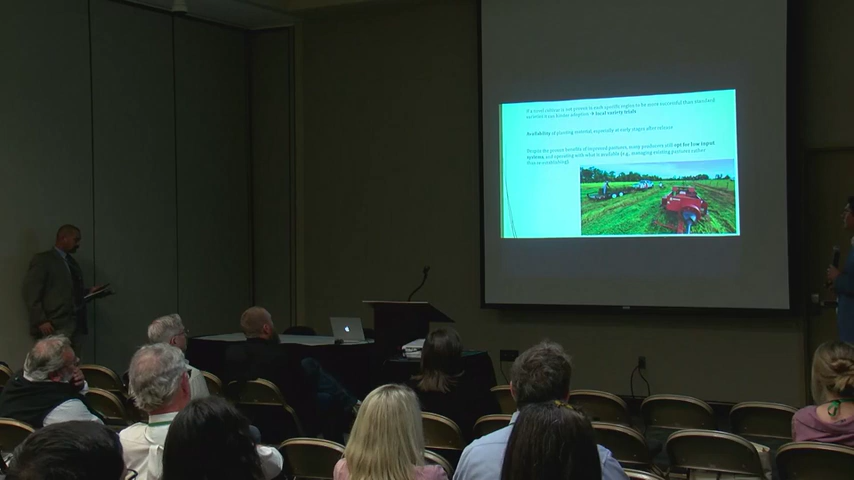 If a novel cultivar is not proven in each specific region to be more successful than standard
systems it can hinder adoption. local variety trials
Availability of planting material, especially at early stages after release
Despite the proven benefits of improved pastures, many producers still opt for low input
systems, and operating with what is available (e.g., managing existing pastures rather
than re-establishing)